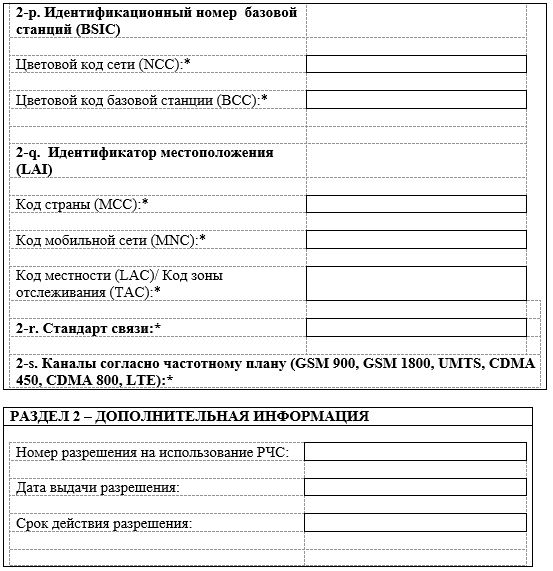 2-р. Идентификационный номер базовой
станций (BSIC)
Цветовой код сети (NCC):*
Цветовой код базовой станции (BCC):*
2-q. Идентификатор местоположения
(LAI)
Код страны (MCC):*
Код мобильной сети (MNC):*
Код местности (LAC)/ Код зоны
отслеживания (TAC):*
2-r. Стандарт связи:*
2-s. Каналы согласно частотному плану (GSM 900, GSM 1800, UMTS, CDMA
450, CDMA 800, LTE):*
РАЗДЕЛ 2 – ДОПОЛНИТЕЛЬНАЯ ИНФОРМАЦИЯ
Номер разрешения на использование РЧС:
Дата выдачи разрешения:
Срок действия разрешения: